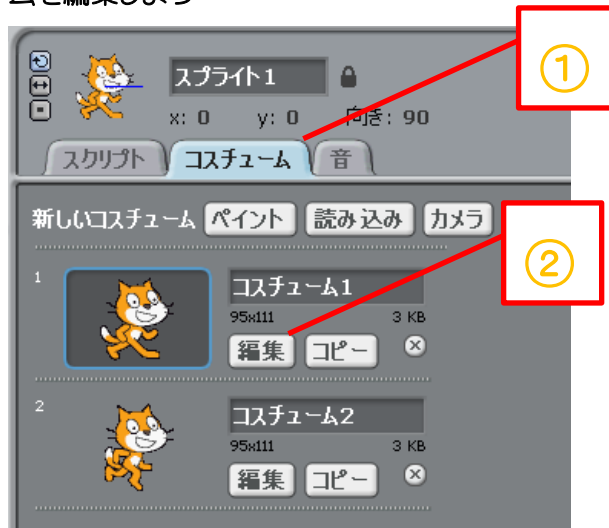 スプライト1
①
x: 0 y: 0 向き: 90
スクリプト コスチューム 音
新しいコスチューム ペイント 読み込み カメラ
②
1
コスチューム1
95x111 3 KB
編集 コピー
2
コスチューム2
95x111 3 KB
編集 コピー